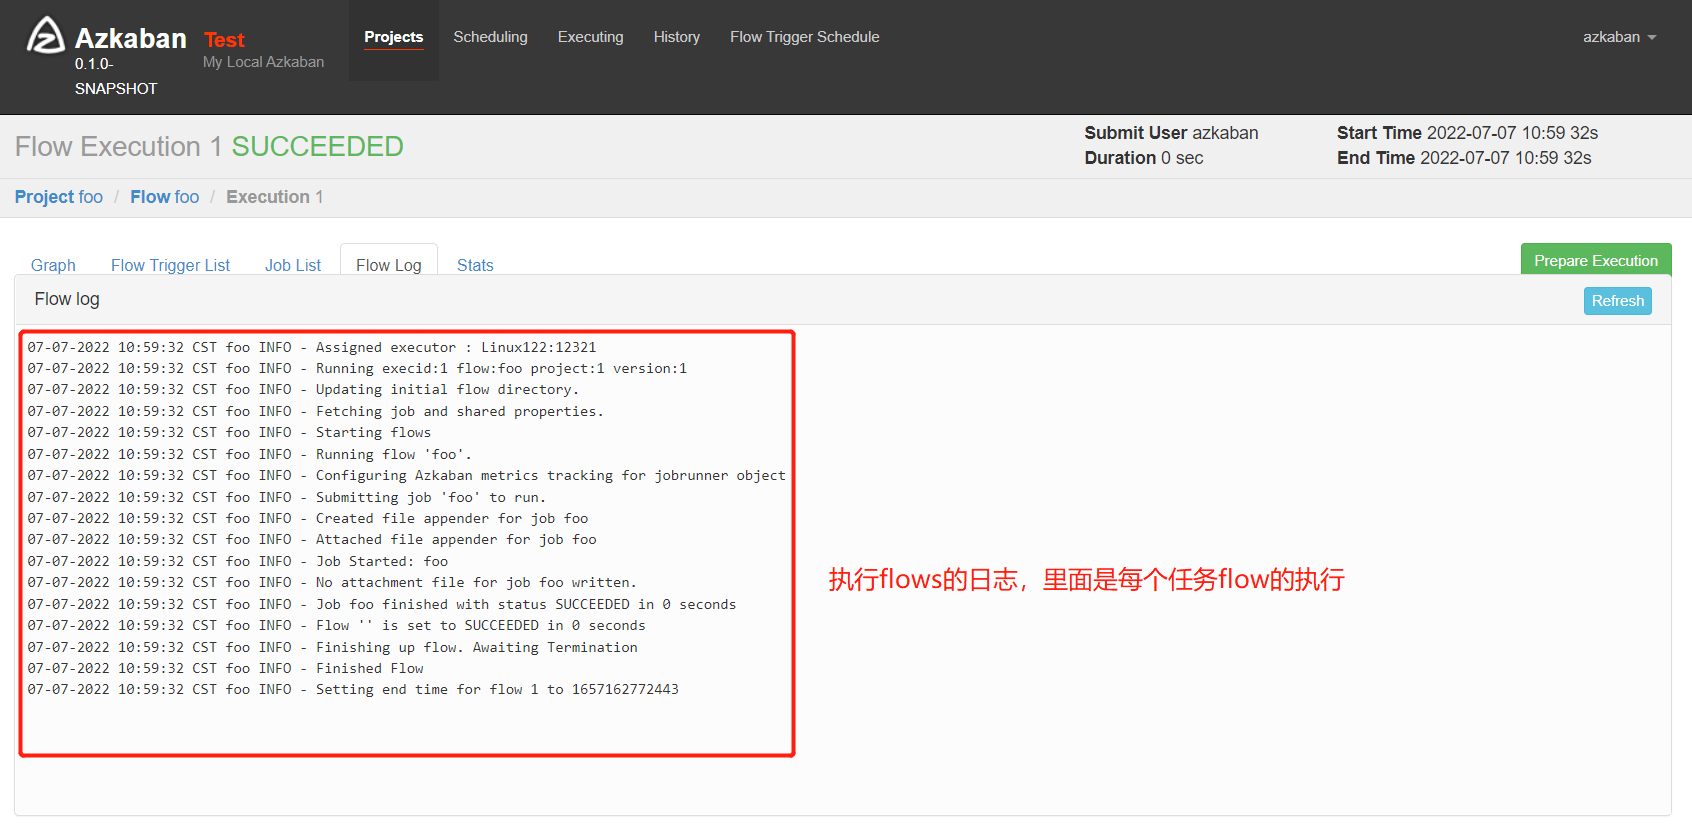 Azkaban Test
0.1.0-
SNAPSHOT
My Local Azkaban
Projects Scheduling Executing History Flow Trigger Schedule
azkaban
Flow Execution 1 SUCCEEDED
Submit User azkaban
Duration 0 sec
Start Time 2022-07-07 10:59 32s
End Time 2022-07-07 10:59 32s
Project foo / Flow foo / Execution 1
Graph Flow Trigger List Job List Flow Log Stats
Prepare Execution
Flow log
Refresh
07-07-2022 10:59:32 CST foo INFO - Assigned executor : Linux122:12321
07-07-2022 10:59:32 CST foo INFO - Running execid:1 flow:foo project:1 version:1
07-07-2022 10:59:32 CST foo INFO - Updating initial flow directory.
07-07-2022 10:59:32 CST foo INFO - Fetching job and shared properties.
07-07-2022 10:59:32 CST foo INFO - Starting flows
07-07-2022 10:59:32 CST foo INFO - Running flow 'foo'.
07-07-2022 10:59:32 CST foo INFO - Configuring Azkaban metrics tracking for jobrunner object
07-07-2022 10:59:32 CST foo INFO - Submitting job 'foo' to run.
07-07-2022 10:59:32 CST foo INFO - Created file appender for job foo
07-07-2022 10:59:32 CST foo INFO - Attached file appender for job foo
07-07-2022 10:59:32 CST foo INFO - Job Started: foo
07-07-2022 10:59:32 CST foo INFO - No attachment file for job foo written.
07-07-2022 10:59:32 CST foo INFO - Job foo finished with status SUCCEEDED in 0 seconds
07-07-2022 10:59:32 CST foo INFO - Flow '' is set to SUCCEEDED in 0 seconds
07-07-2022 10:59:32 CST foo INFO - Finishing up flow. Awaiting Termination
07-07-2022 10:59:32 CST foo INFO - Finished Flow
07-07-2022 10:59:32 CST foo INFO - Setting end time for flow 1 to 1657162772443
执行flows的日志，里面是每个任务flow的执行